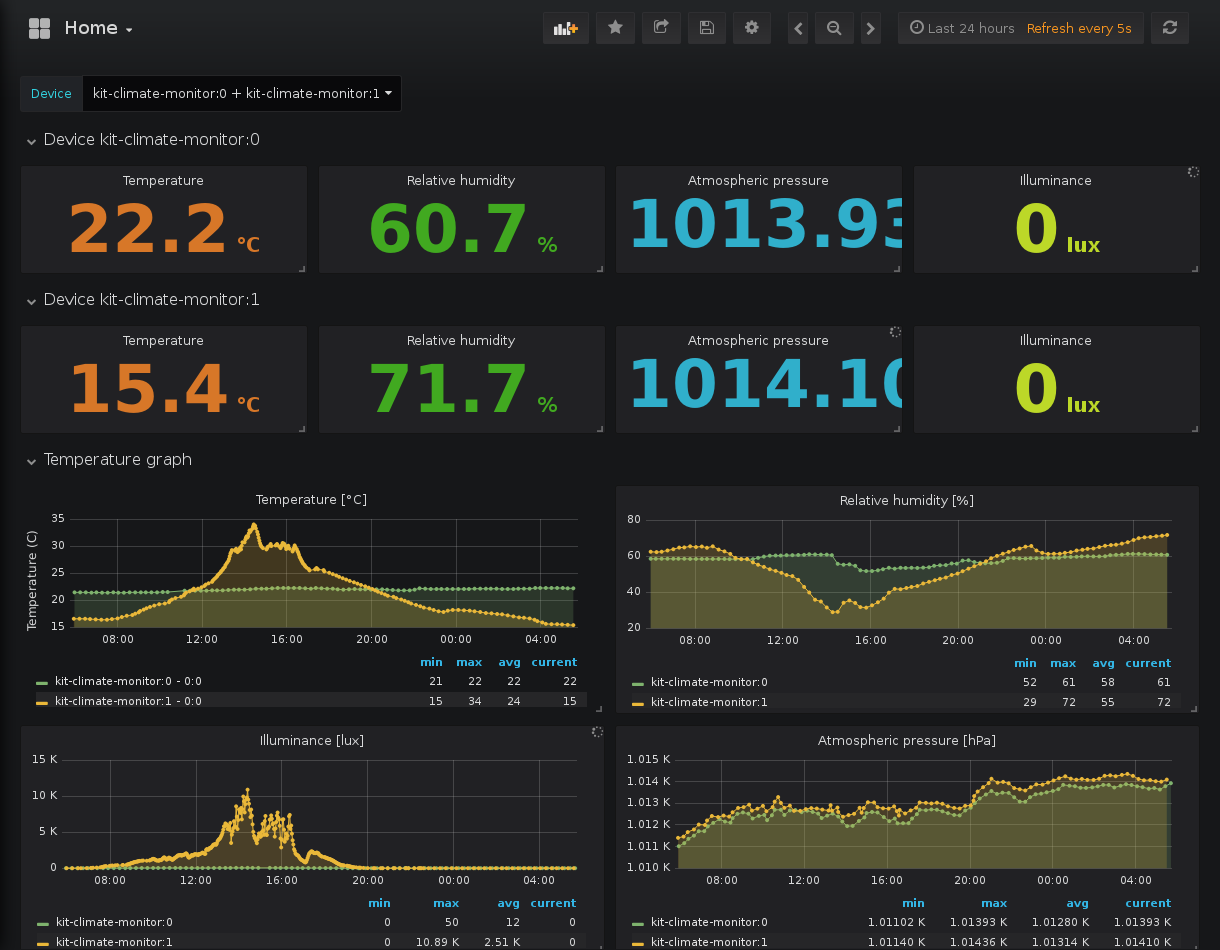 Home
Last 24 hours Refresh every 5s
Device kit-climate-monitor:0 + kit-climate-monitor:1
Device kit-climate-monitor:0
Temperature Relative humidity Atmospheric pressure Illuminance
22.2 °C 60.7 % 1013.93 0 lux
Device kit-climate-monitor:1
Temperature Relative humidity Atmospheric pressure Illuminance
15.4 °C 71.7 % 1014.10 0 lux
Temperature graph
Temperature [°C]
Temperature (C)
35
30
25
20
15
08:00 12:00 16:00 20:00 00:00 04:00
min max avg current
kit-climate-monitor:0 - 0:0 21 22 22 22
kit-climate-monitor:1 - 0:0 15 34 24 15
Relative humidity [%]
80
60
40
20
08:00 12:00 16:00 20:00 00:00 04:00
min max avg current
kit-climate-monitor:0 52 61 58 61
kit-climate-monitor:1 29 72 55 72
Illuminance [lux]
15 K
10 K
5 K
0
08:00 12:00 16:00 20:00 00:00 04:00
min max avg current
kit-climate-monitor:0 0 50 12 0
kit-climate-monitor:1 0 10.89 K 2.51 K 0
Atmospheric pressure [hPa]
1.015 K
1.014 K
1.013 K
1.012 K
1.011 K
1.010 K
08:00 12:00 16:00 20:00 00:00 04:00
min max avg current
kit-climate-monitor:0 1.01102 K 1.01393 K 1.01280 K 1.01393 K
kit-climate-monitor:1 1.01140 K 1.01436 K 1.01314 K 1.01410 K